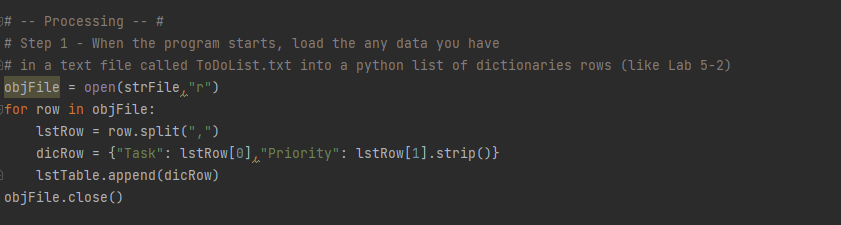 # -- Processing -- #
# Step 1 - When the program starts, load the any data you have
# in a text file called ToDoList.txt into a python list of dictionaries rows (like Lab 5-2)
objFile = open(strFile,"r")
for row in objFile:
    lstRow = row.split(",")
    dicRow = {"Task": lstRow[0],"Priority": lstRow[1].strip()}
    lstTable.append(dicRow)
objFile.close()